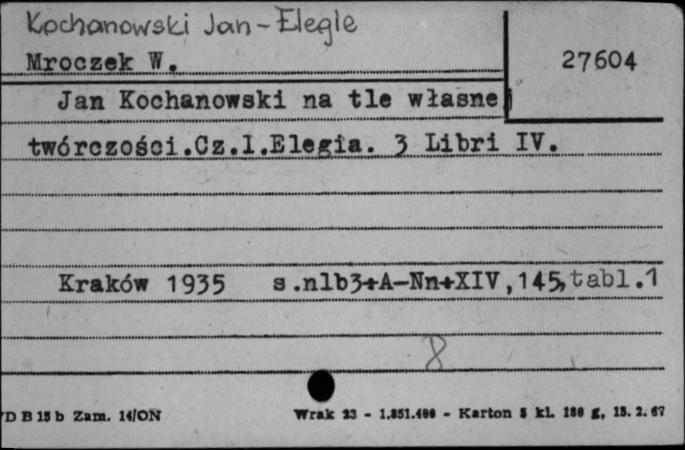 Kochanowski Jan - Elegie
Mroczek W.
27604
Jan Kochanowski na tle własnej
twórczości.Cz.1.Elegia. 3 Libri IV.
Kraków 1935 s.nlb3+A-Nn+XIV,145,tabl.1
8
D B 15 b Zam. 14/ON
Wrak 23 - 1.851.400 - Karton 5 kl. 180 g, 15. 2. 67